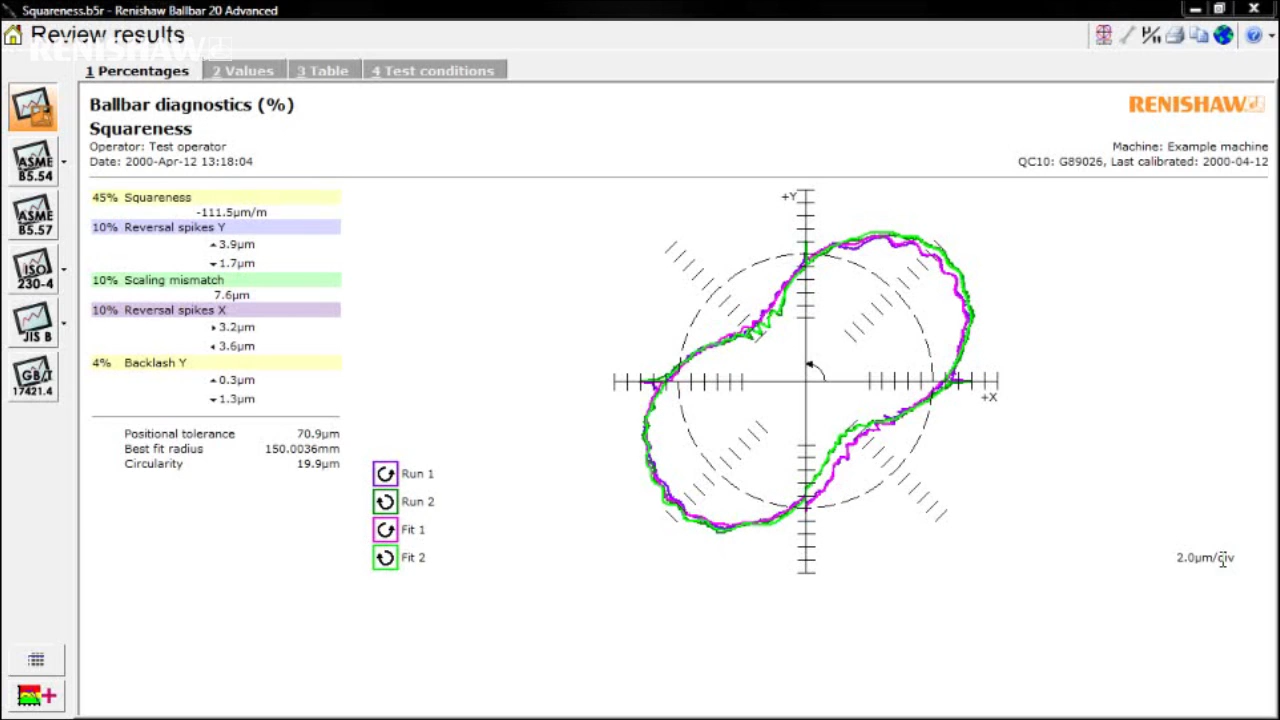 Squareness.b5r - Renishaw Ballbar 20 Advanced
Review results
RENISHAW
1 Percentages
2 Values
3 Table
4 Test conditions
Ballbar diagnostics (%)
RENISHAW
Squareness
Operator: Test operator
Machine: Example machine
Date: 2000-Apr-12 13:18:04
QC10: G89026, Last calibrated: 2000-04-12
ASME
B5.54
ASME
B5.57
ISO
230-4
JIS B
GB/T
17421.4
45% Squareness
-111.5µm/m
10% Reversal spikes Y
3.9µm
1.7µm
10% Scaling mismatch
7.6µm
10% Reversal spikes X
3.2µm
3.6µm
4% Backlash Y
0.3µm
1.3µm
Positional tolerance 70.9µm
Best fit radius 150.0036mm
Circularity 19.9µm
Run 1
Run 2
Fit 1
Fit 2
+Y
+X
2.0µm/div